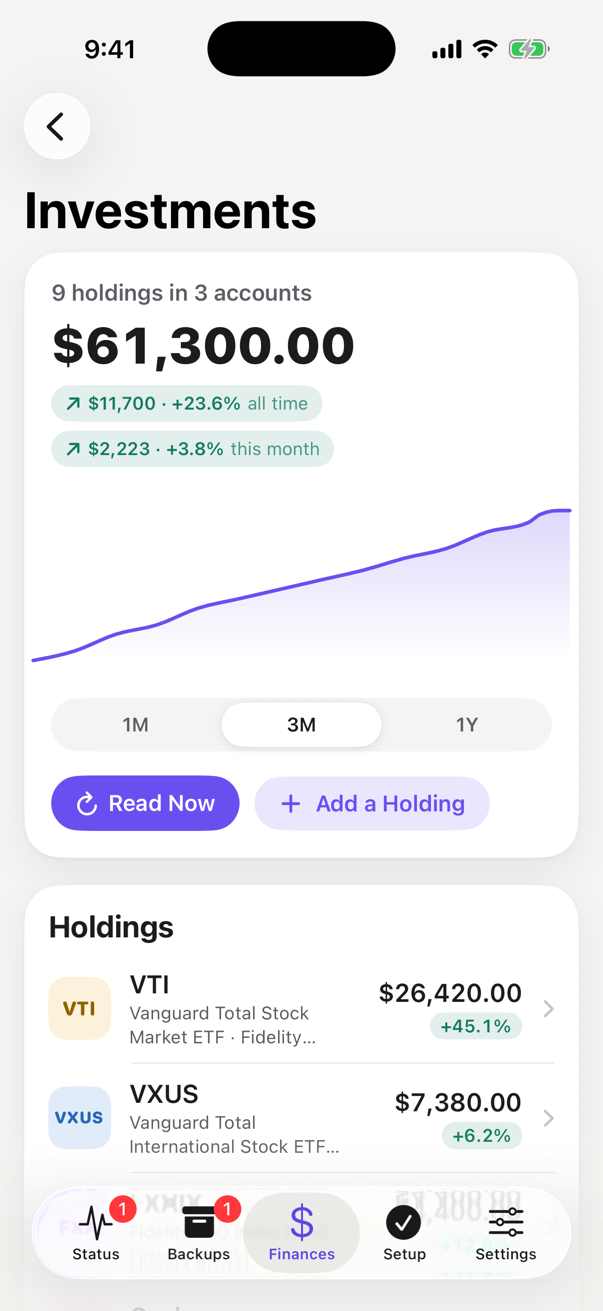 9:41
Investments
9 holdings in 3 accounts
$61,300.00
$11,700 · +23.6% all time
$2,223 · +3.8% this month
1M 3M 1Y
Read Now
+ Add a Holding
Holdings
VTI
VTI
Vanguard Total Stock
Market ETF · Fidelity...
$26,420.00
+45.1%
VXUS
VXUS
Vanguard Total
International Stock ETF...
$7,380.00
+6.2%
1
1
Status Backups Finances Setup Settings